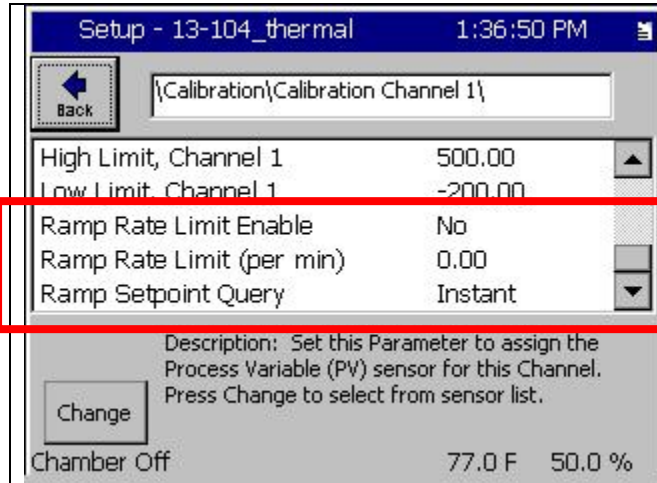 Setup - 13-104_thermal 1:36:50 PM
Back
\Calibration\Calibration Channel 1\
High Limit, Channel 1 500.00
Low Limit, Channel 1 -200.00
Ramp Rate Limit Enable No
Ramp Rate Limit (per min) 0.00
Ramp Setpoint Query Instant
Description: Set this Parameter to assign the
Process Variable (PV) sensor for this Channel.
Press Change to select from sensor list.
Change
Chamber Off 77.0 F 50.0 %